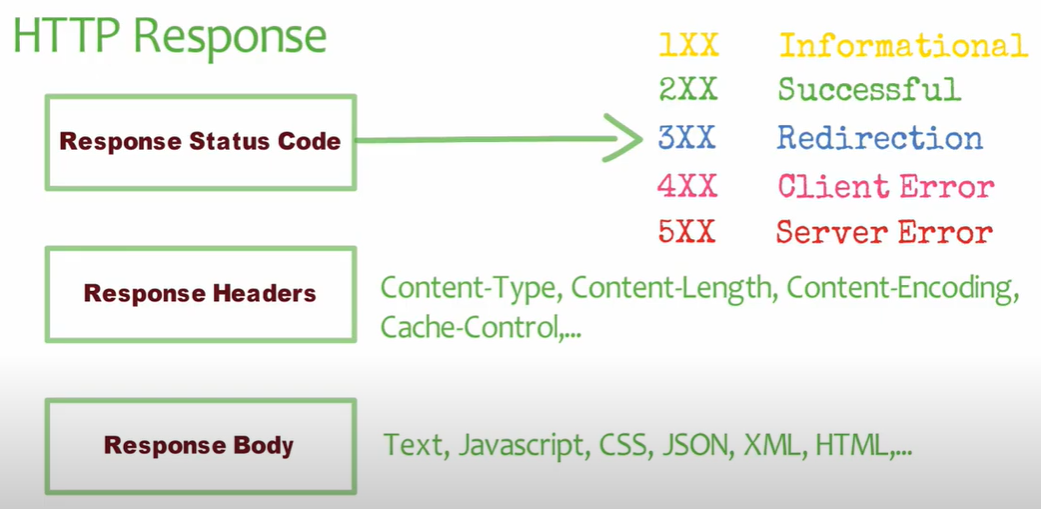 HTTP Response
Response Status Code
1XX Informational
2XX Successful
3XX Redirection
4XX Client Error
5XX Server Error
Response Headers
Content-Type, Content-Length, Content-Encoding,
Cache-Control,...
Response Body
Text, Javascript, CSS, JSON, XML, HTML,...